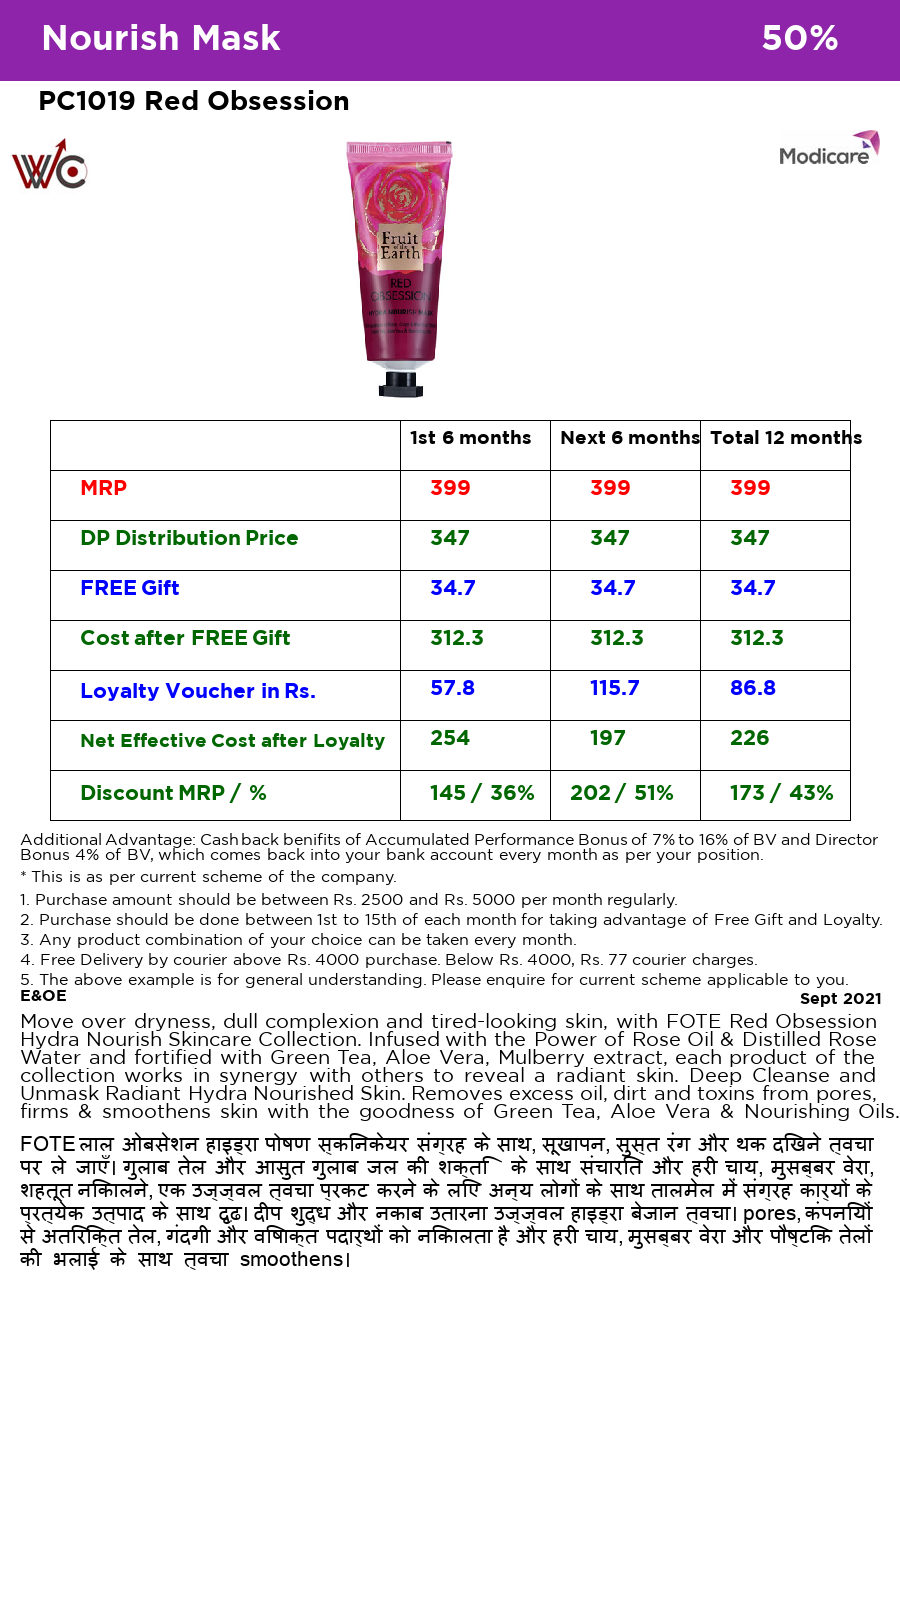 Nourish Mask 50%
PC1019 Red Obsession
WC
Modicare
Fruit
of the
Earth
RED
OBSESSION
HYDRA NOURISH MASK
1st 6 months Next 6 months Total 12 months
MRP 399 399 399
DP Distribution Price 347 347 347
FREE Gift 34.7 34.7 34.7
Cost after FREE Gift 312.3 312.3 312.3
Loyalty Voucher in Rs. 57.8 115.7 86.8
Net Effective Cost after Loyalty 254 197 226
Discount MRP / % 145 / 36% 202 / 51% 173 / 43%
Additional Advantage: Cash back benifits of Accumulated Performance Bonus of 7% to 16% of BV and Director
Bonus 4% of BV, which comes back into your bank account every month as per your position.
* This is as per current scheme of the company.
1. Purchase amount should be between Rs. 2500 and Rs. 5000 per month regularly.
2. Purchase should be done between 1st to 15th of each month for taking advantage of Free Gift and Loyalty.
3. Any product combination of your choice can be taken every month.
4. Free Delivery by courier above Rs. 4000 purchase. Below Rs. 4000, Rs. 77 courier charges.
5. The above example is for general understanding. Please enquire for current scheme applicable to you.
E&OE Sept 2021
Move over dryness, dull complexion and tired-looking skin, with FOTE Red Obsession
Hydra Nourish Skincare Collection. Infused with the Power of Rose Oil & Distilled Rose
Water and fortified with Green Tea, Aloe Vera, Mulberry extract, each product of the
collection works in synergy with others to reveal a radiant skin. Deep Cleanse and
Unmask Radiant Hydra Nourished Skin. Removes excess oil, dirt and toxins from pores,
firms & smoothens skin with the goodness of Green Tea, Aloe Vera & Nourishing Oils.
FOTE लाल ओबसेशन हाइड्रा पोषण स्किनकेयर संग्रह के साथ, सूखापन, सुस्त रंग और थक दिखने त्वचा
पर ले जाएँ। गुलाब तेल और आसुत गुलाब जल की शक्ति के साथ संचारित और हरी चाय, मुसब्बर वेरा,
शहतूत निकालने, एक उज्ज्वल त्वचा प्रकट करने के लिए अन्य लोगों के साथ तालमेल में संग्रह कार्यों के
प्रत्येक उत्पाद के साथ दृढ़। दीप शुद्ध और नकाब उतारना उज्ज्वल हाइड्रा बेजान त्वचा। pores, कंपनियों
से अतिरिक्त तेल, गंदगी और विषाक्त पदार्थों को निकालता है और हरी चाय, मुसब्बर वेरा और पौष्टिक तेलों
की भलाई के साथ त्वचा smoothens।